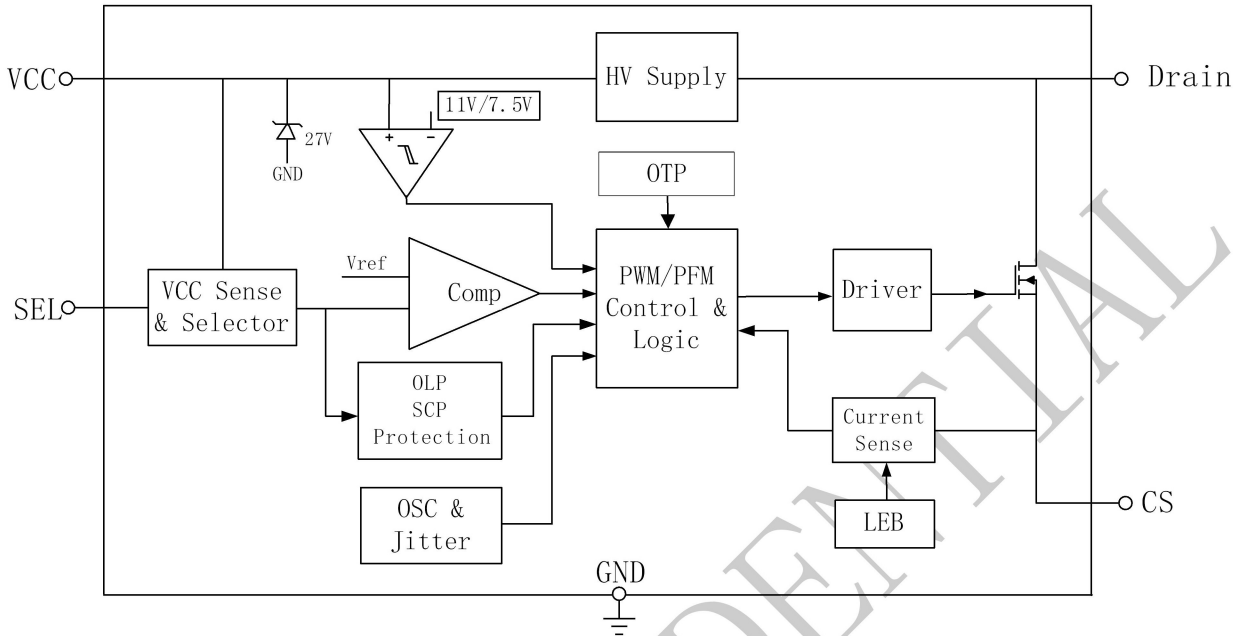 VCC
HV Supply
Drain
11V/7.5V
+
−
27V
GND
OTP
SEL
VCC Sense
& Selector
Vref
Comp
PWM/PFM
Control &
Logic
Driver
OLP
SCP
Protection
Current
Sense
OSC &
Jitter
LEB
CS
GND
DENTIAL